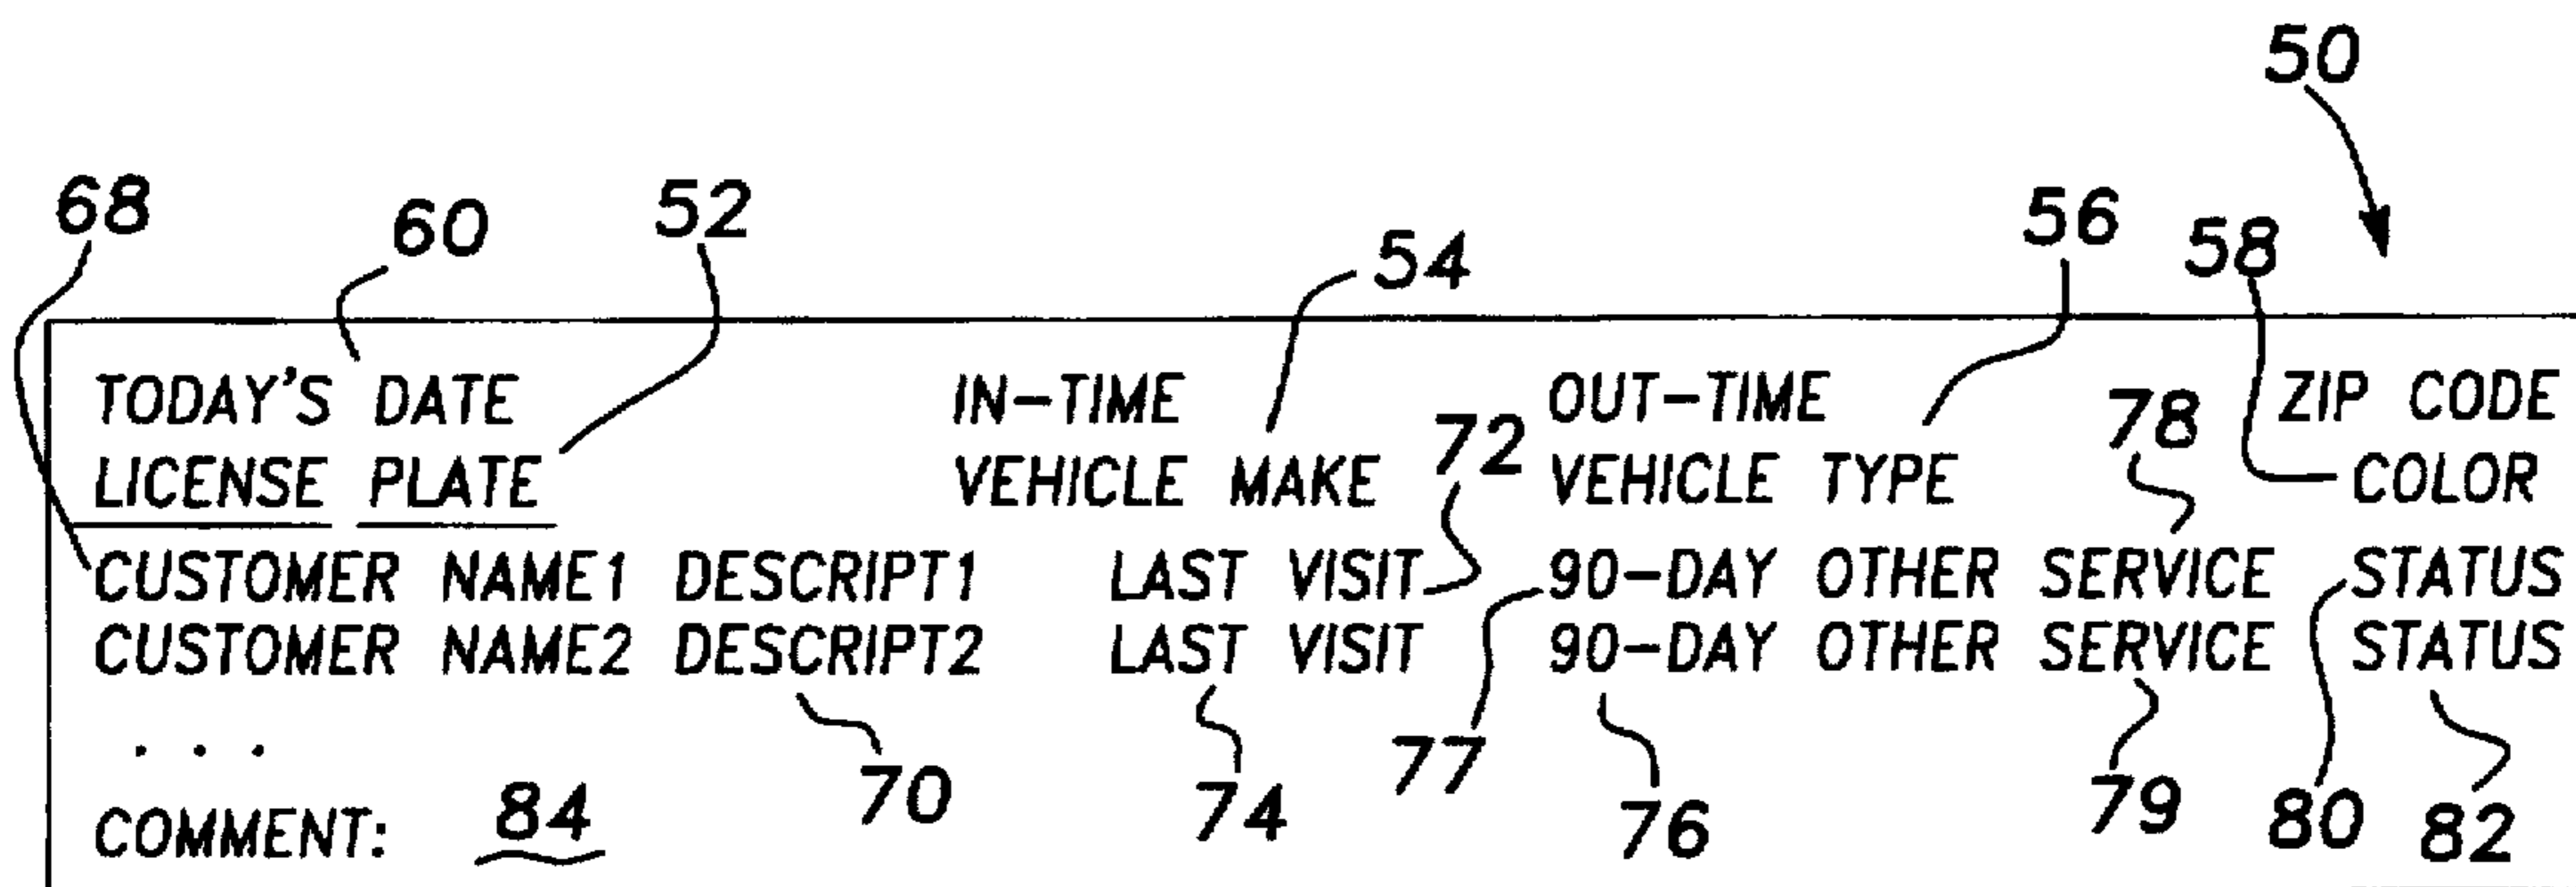 50
68 60 52 54 56 58
TODAY'S DATE IN-TIME OUT-TIME ZIP CODE
72 78
LICENSE PLATE VEHICLE MAKE VEHICLE TYPE COLOR
CUSTOMER NAME1 DESCRIPT1 LAST VISIT 90-DAY OTHER SERVICE STATUS
CUSTOMER NAME2 DESCRIPT2 LAST VISIT 90-DAY OTHER SERVICE STATUS
. . .
70 74 77 76 79 80 82
COMMENT: 84